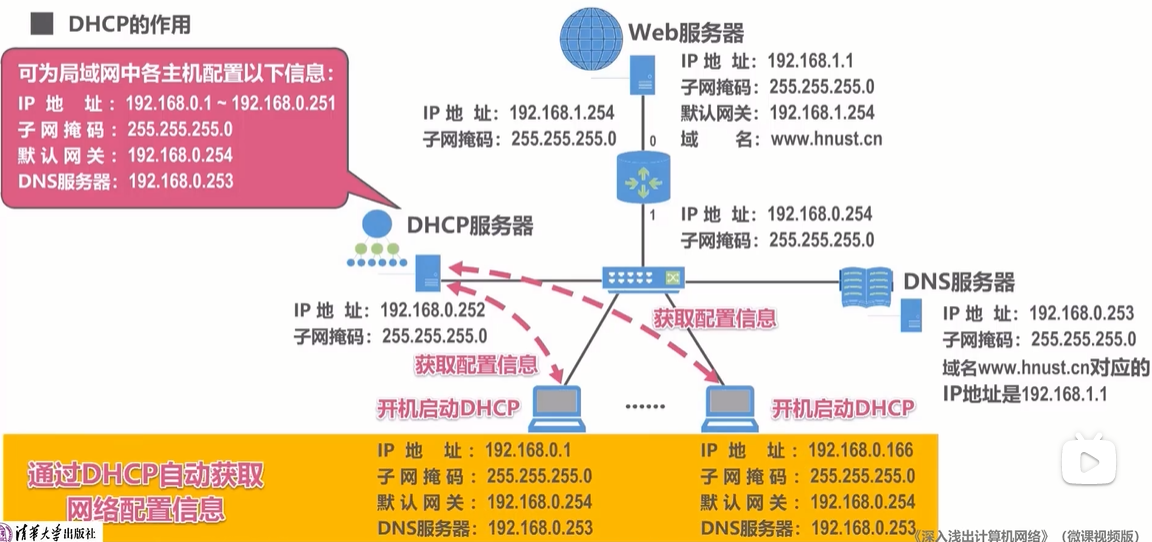 DHCP的作用
可为局域网中各主机配置以下信息：
IP 地 址：192.168.0.1 ~ 192.168.0.251
子网掩码：255.255.255.0
默认网关：192.168.0.254
DNS服务器：192.168.0.253
Web服务器
IP 地 址：192.168.1.1
子网掩码：255.255.255.0
默认网关：192.168.1.254
域 名：www.hnust.cn
IP 地 址：192.168.1.254
子网掩码：255.255.255.0
0
1
IP 地 址：192.168.0.254
子网掩码：255.255.255.0
DHCP服务器
IP 地 址：192.168.0.252
子网掩码：255.255.255.0
DNS服务器
IP 地 址：192.168.0.253
子网掩码：255.255.255.0
域名www.hnust.cn对应的
IP地址是192.168.1.1
获取配置信息
获取配置信息
开机启动DHCP
……
开机启动DHCP
通过DHCP自动获取
网络配置信息
IP 地 址：192.168.0.1
子网掩码：255.255.255.0
默认网关：192.168.0.254
DNS服务器：192.168.0.253
IP 地 址：192.168.0.166
子网掩码：255.255.255.0
默认网关：192.168.0.254
DNS服务器：192.168.0.253
清华大学出版社
《深入浅出计算机网络》（微课视频版）